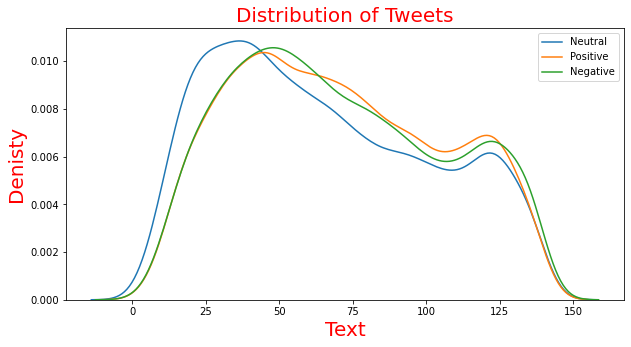 Distribution of Tweets
Neutral
Positive
Negative
Denisty
0.010
0.008
0.006
0.004
0.002
0.000
0 25 50 75 100 125 150
Text